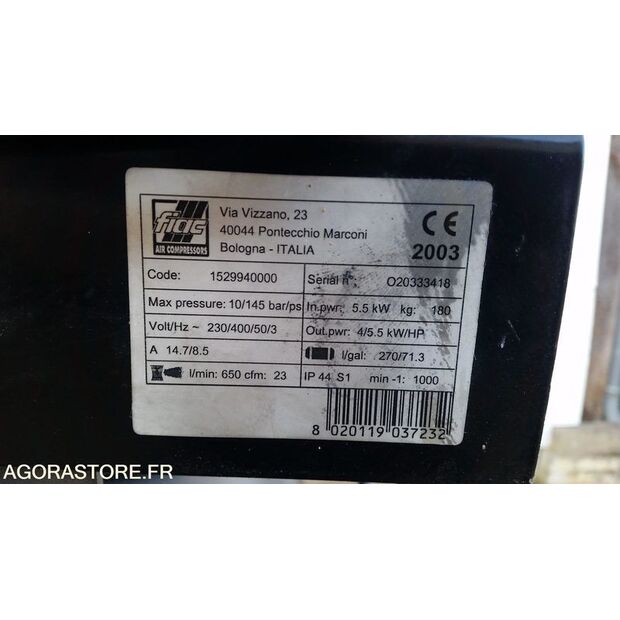 fiac
AIR COMPRESSORS
Via Vizzano, 23
40044 Pontecchio Marconi
Bologna - ITALIA
CE
2003
Code: 1529940000 Serial n°. O20333418
Max pressure: 10/145 bar/psi In.pwr: 5.5 kW kg: 180
Volt/Hz ~ 230/400/50/3 Out.pwr: 4/5.5 kW/HP
A 14.7/8.5 l/gal: 270/71.3
l/min: 650 cfm: 23 IP 44 S1 min -1: 1000
8 020119 037232
AGORASTORE.FR